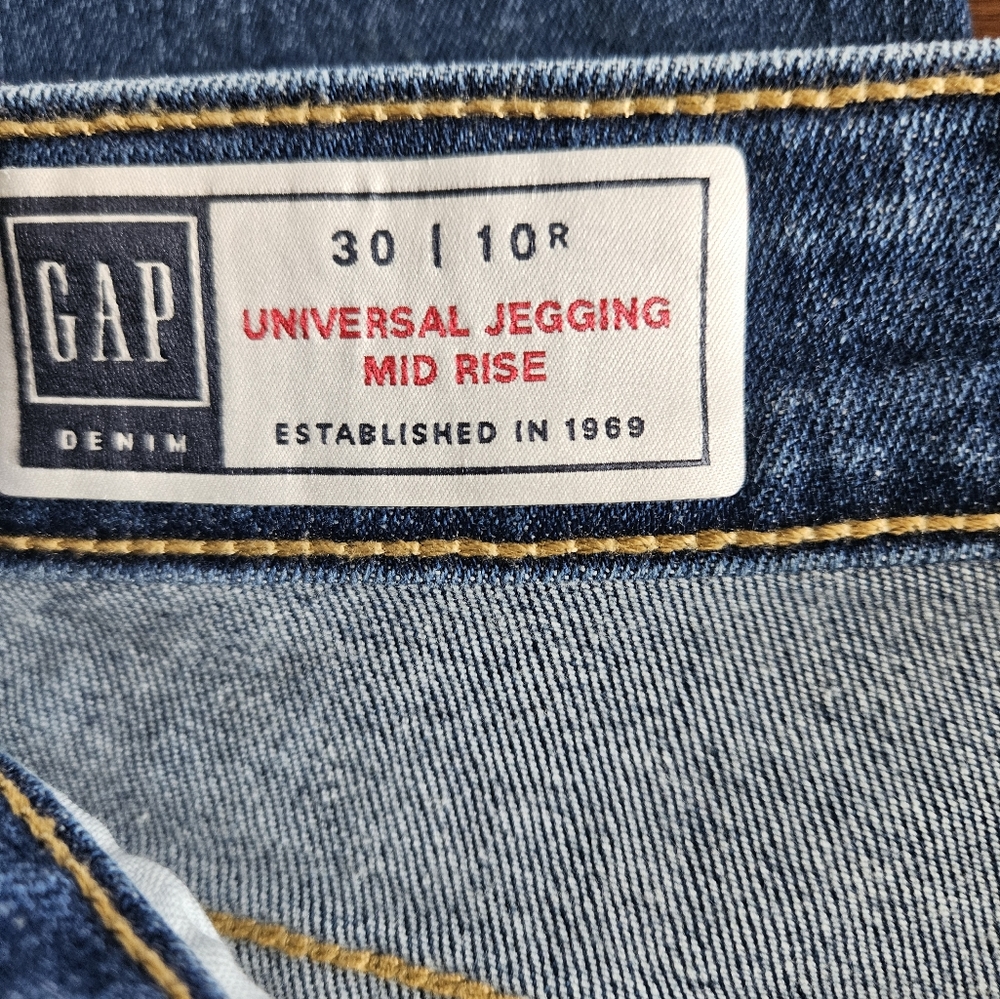 GAP
DENIM
30 | 10R
UNIVERSAL JEGGING
MID RISE
ESTABLISHED IN 1969